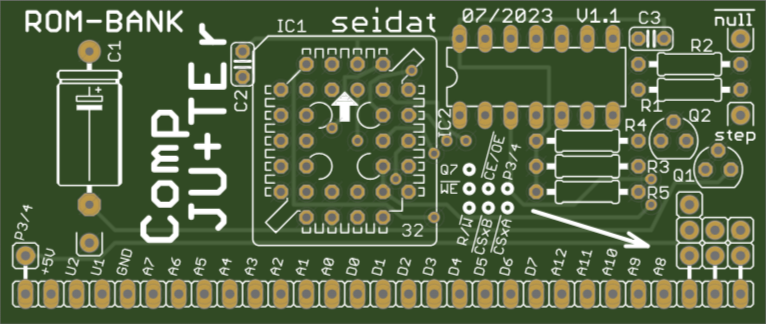 ROM-BANK
C1
Comp
JU+TEr
C2
IC1
seidat
32
07/2023 V1.1
IC2
C3
null
R2
R1
step
R4
Q2
R3
Q1
R5
Q7
CE/OE
P3/4
WE
R/W
CSxB
CSxA
P3/4
+5V
U2
U1
GND
A7
A6
A5
A4
A3
A2
A1
A0
D0
D1
D2
D3
D4
D5
D6
D7
A12
A11
A10
A9
A8